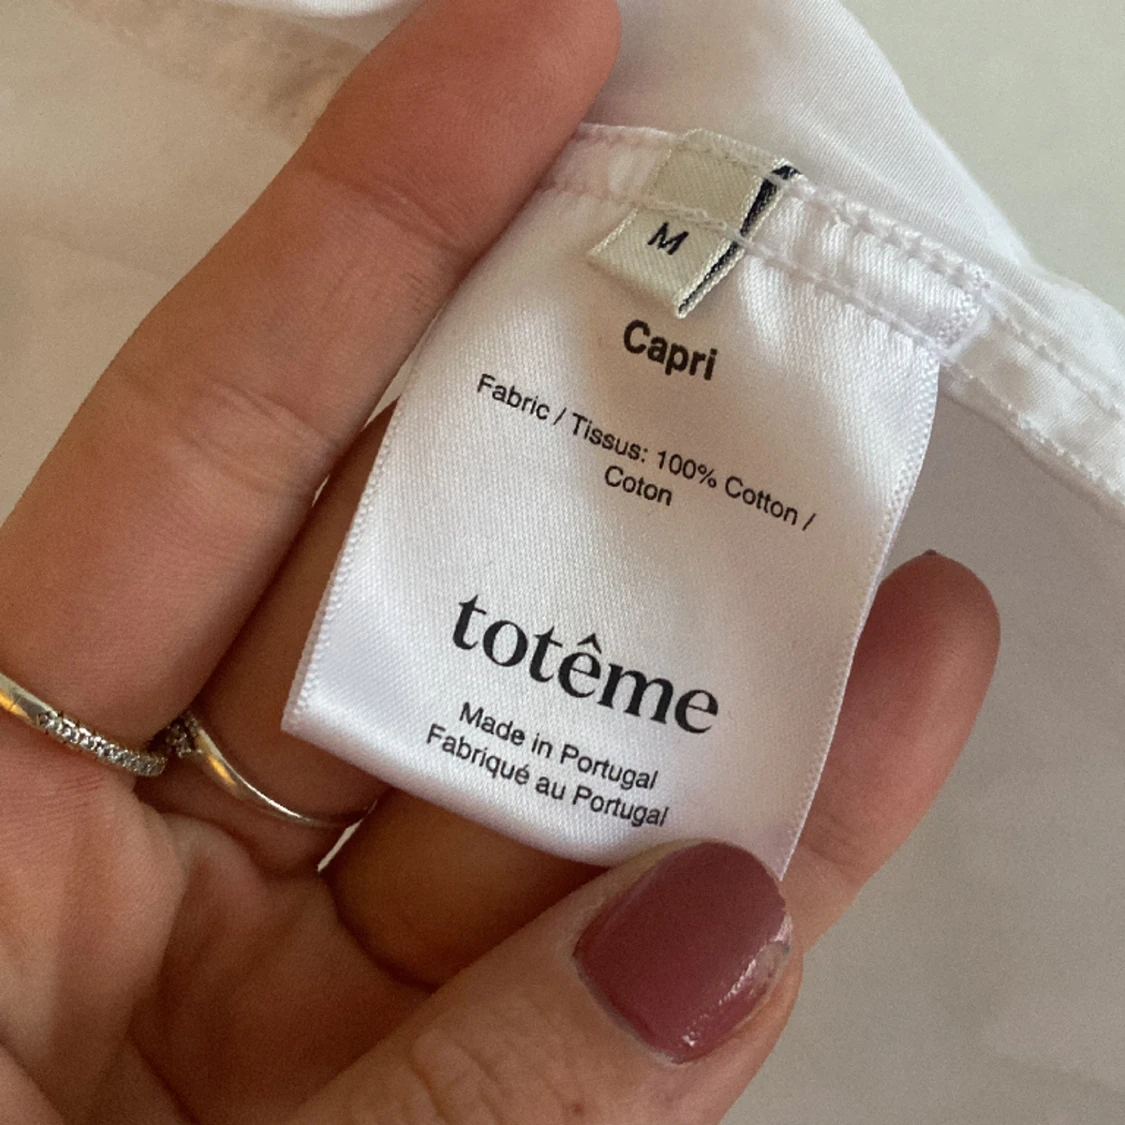 M
Capri
Fabric / Tissus: 100% Cotton /
Coton
totême
Made in Portugal
Fabriqué au Portugal